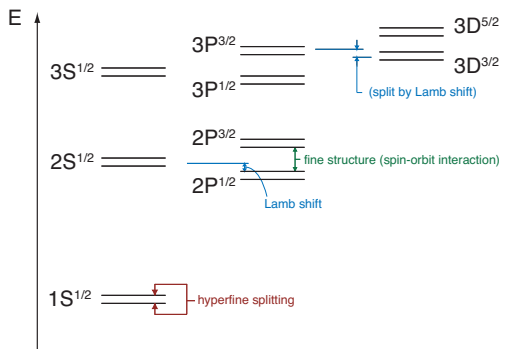 E
3D5/2
3P3/2
3S1/2
3D3/2
3P1/2
(split by Lamb shift)
2P3/2
2S1/2
fine structure (spin-orbit interaction)
2P1/2
Lamb shift
1S1/2
hyperfine splitting